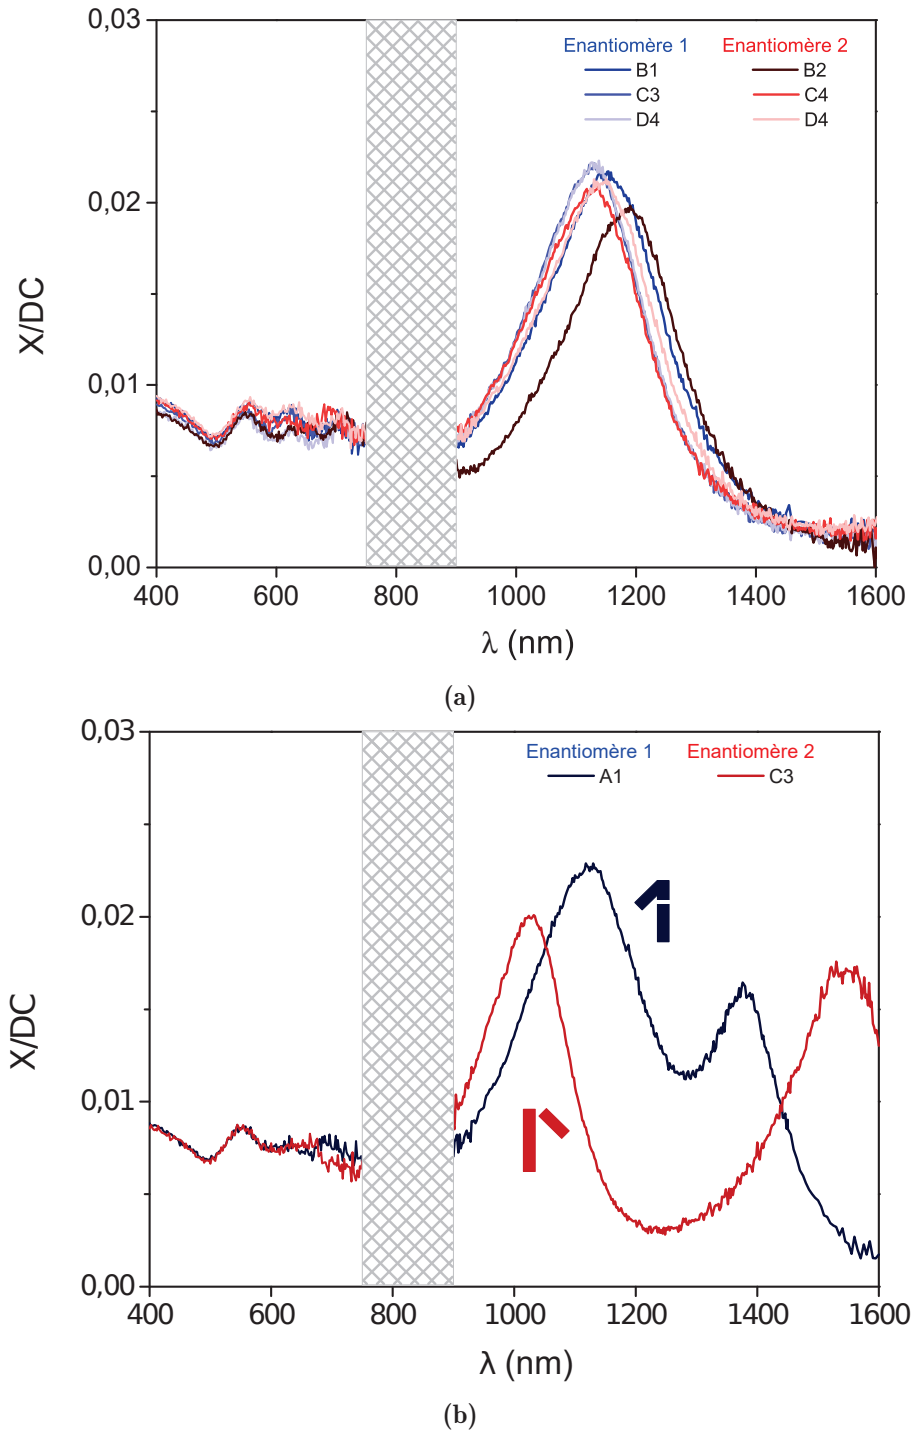 0,03
Enantiomère 1 Enantiomère 2
B1 B2
C3 C4
D4 D4
0,02
X/DC
0,01
0,00
400 600 800 1000 1200 1400 1600
λ (nm)
(a)
0,03
Enantiomère 1 Enantiomère 2
A1 C3
0,02
X/DC
0,01
0,00
400 600 800 1000 1200 1400 1600
λ (nm)
(b)